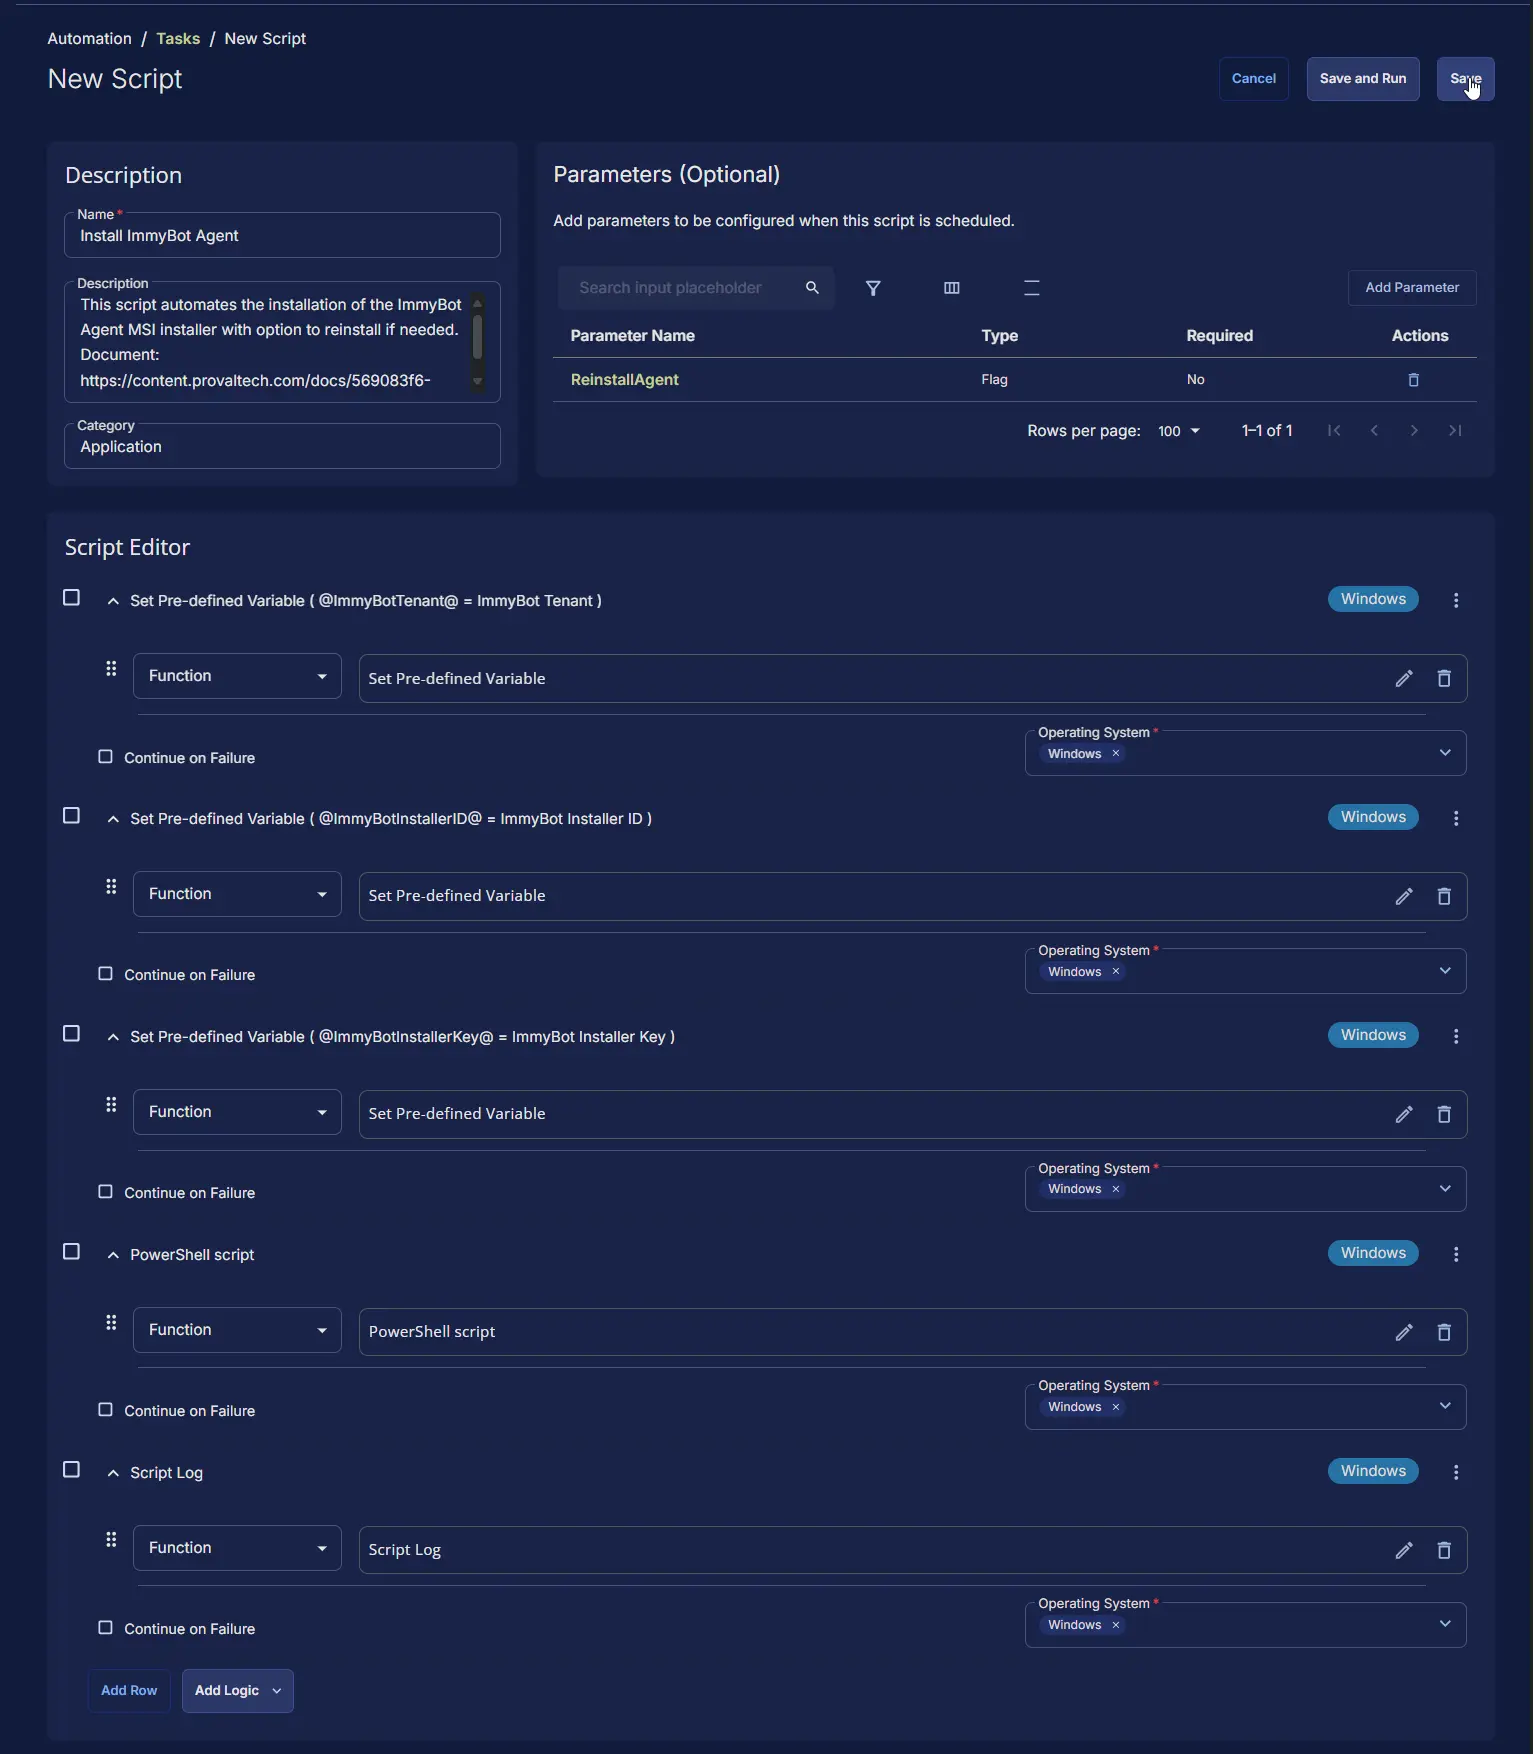 Automation / Tasks / New Script
New Script
Cancel
Save and Run
Save
Description
Name *
Install ImmyBot Agent
Description
This script automates the installation of the ImmyBot
Agent MSI installer with option to reinstall if needed.
Document:
https://content.provaltech.com/docs/569083f6-
Category
Application
Parameters (Optional)
Add parameters to be configured when this script is scheduled.
Search input placeholder
Add Parameter
Parameter Name Type Required Actions
ReinstallAgent Flag No
Rows per page: 100 1–1 of 1
Script Editor
Set Pre-defined Variable ( @ImmyBotTenant@ = ImmyBot Tenant ) Windows
Function Set Pre-defined Variable
Operating System *
Windows ×
Continue on Failure
Set Pre-defined Variable ( @ImmyBotInstallerID@ = ImmyBot Installer ID ) Windows
Function Set Pre-defined Variable
Operating System *
Windows ×
Continue on Failure
Set Pre-defined Variable ( @ImmyBotInstallerKey@ = ImmyBot Installer Key ) Windows
Function Set Pre-defined Variable
Operating System *
Windows ×
Continue on Failure
PowerShell script Windows
Function PowerShell script
Operating System *
Windows ×
Continue on Failure
Script Log Windows
Function Script Log
Operating System *
Windows ×
Continue on Failure
Add Row Add Logic